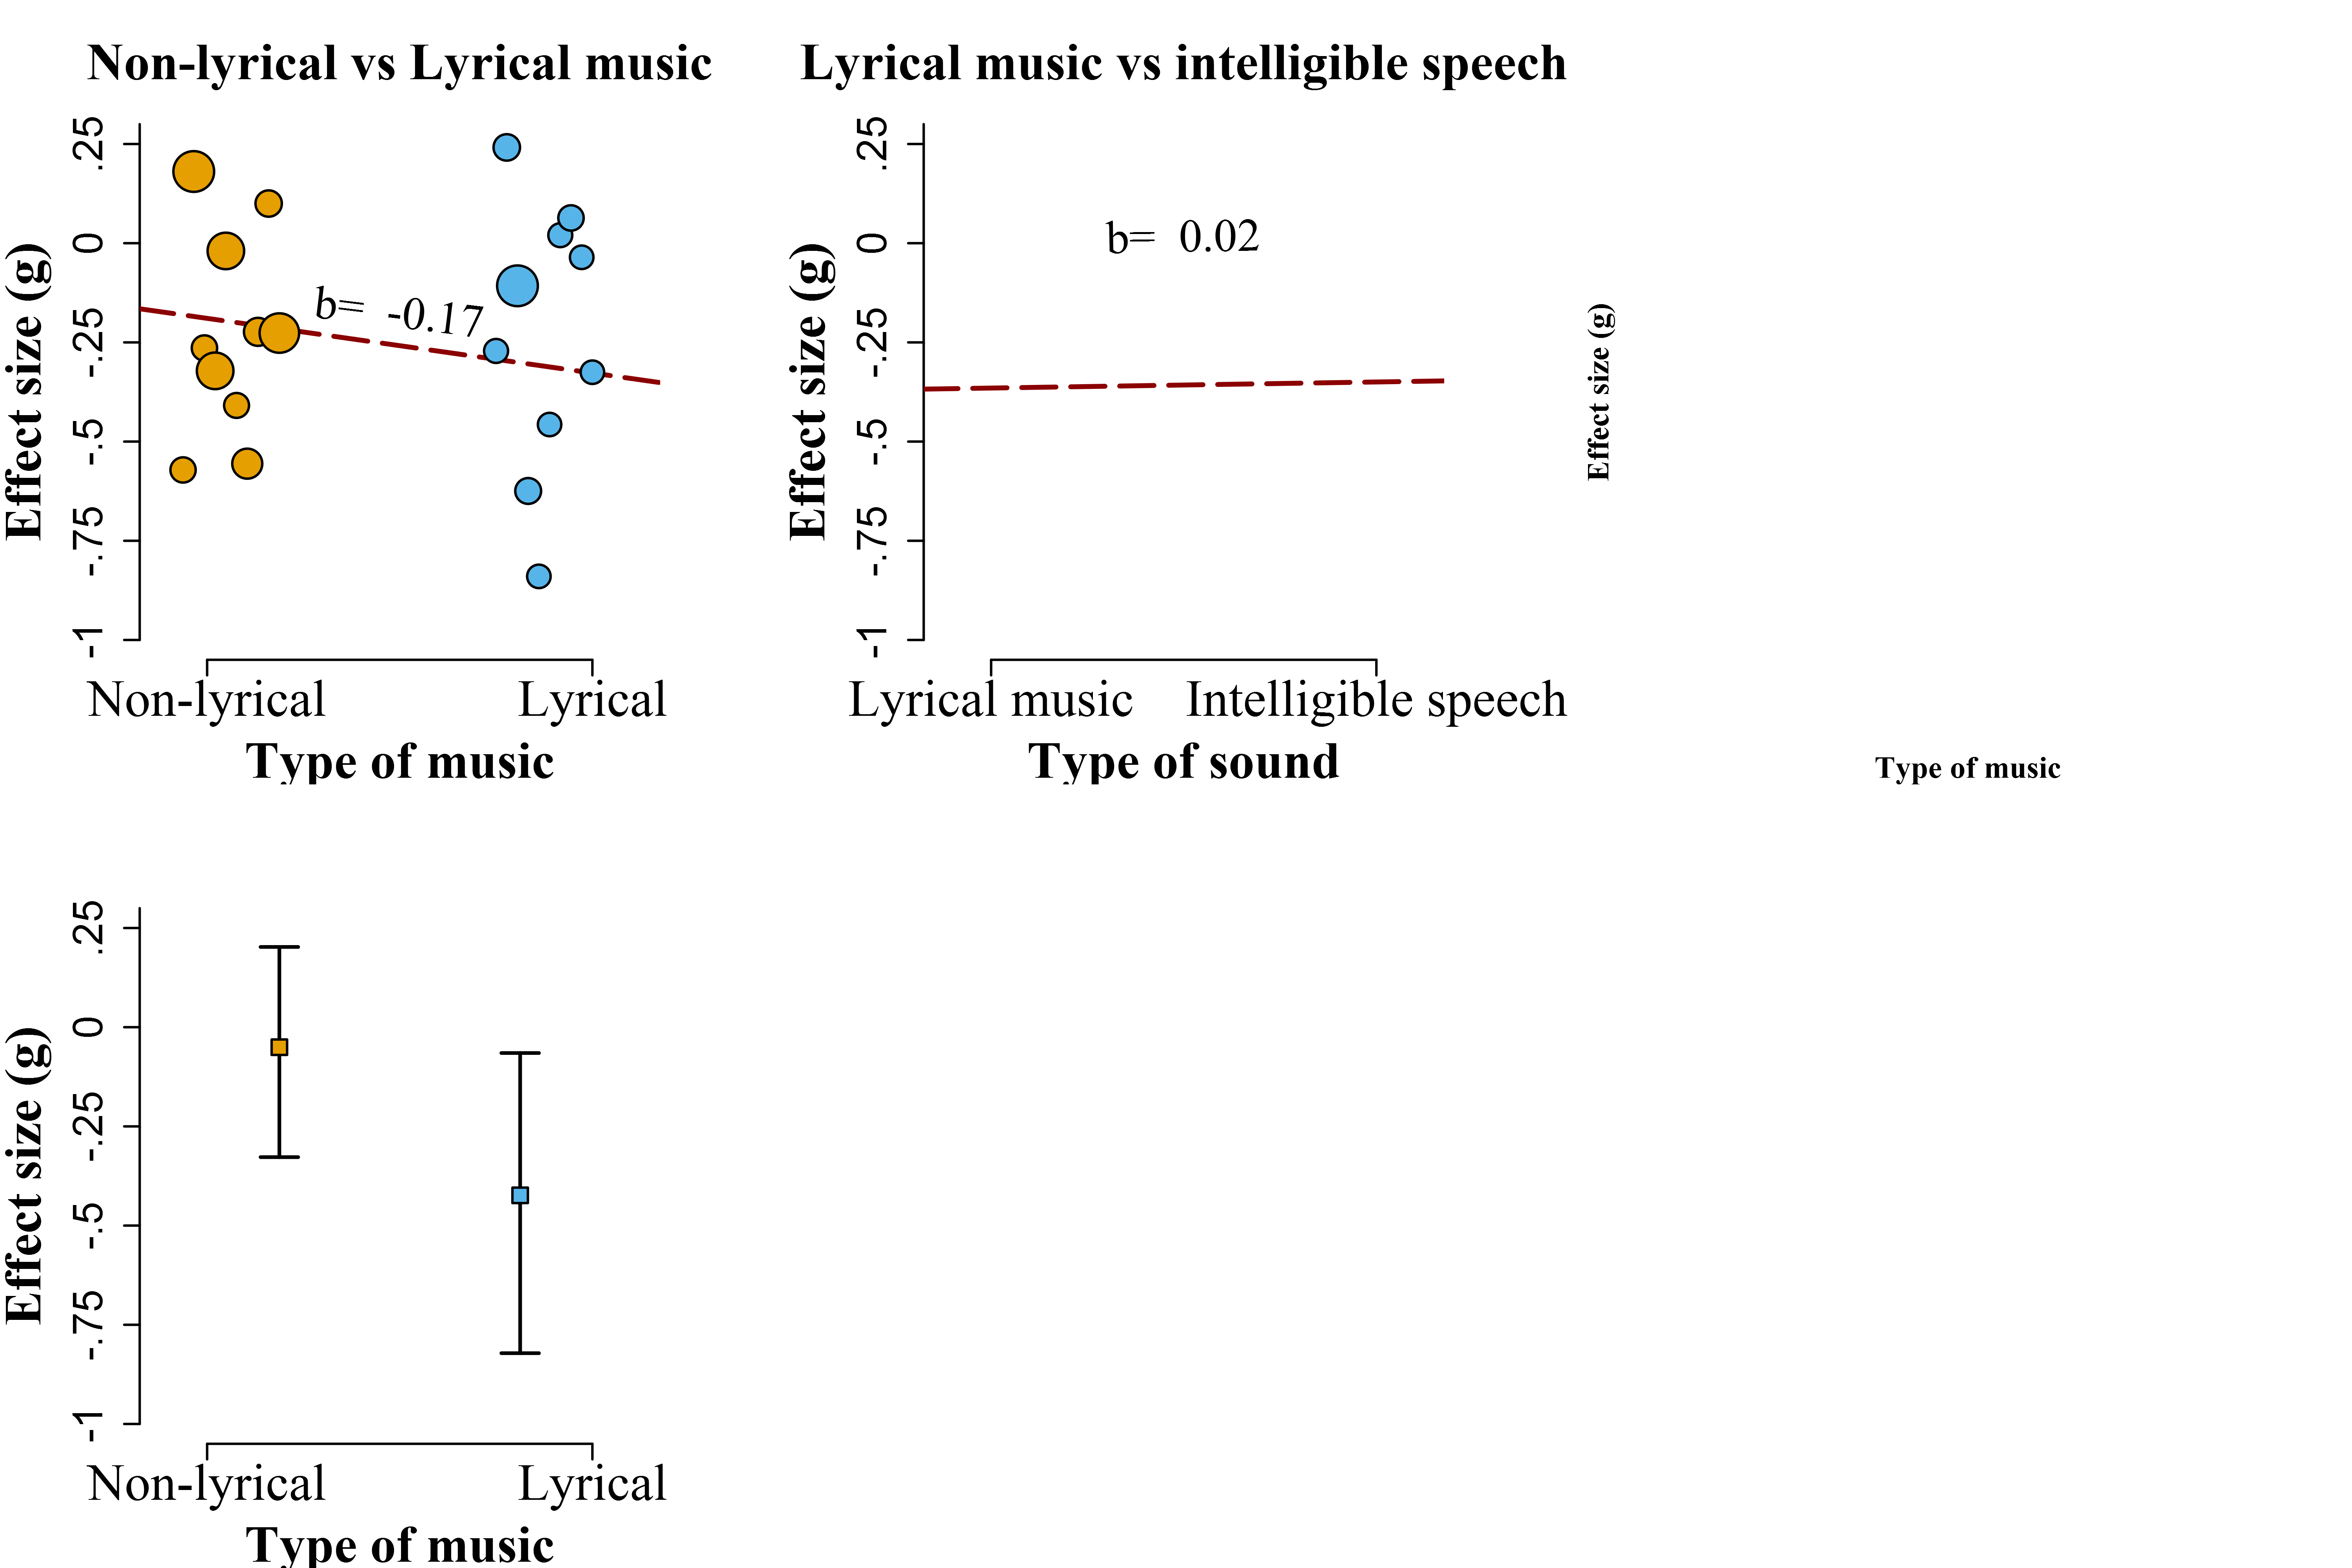 Non-lyrical vs Lyrical music
Effect size (g)
.25
0
-.25
-.5
-.75
-1
b= -0.17
Non-lyrical
Lyrical
Type of music
Lyrical music vs intelligible speech
Effect size (g)
.25
0
-.25
-.5
-.75
-1
b= 0.02
Lyrical music
Intelligible speech
Type of sound
Effect size (g)
Type of music
Effect size (g)
.25
0
-.25
-.5
-.75
-1
Non-lyrical
Lyrical
Type of music